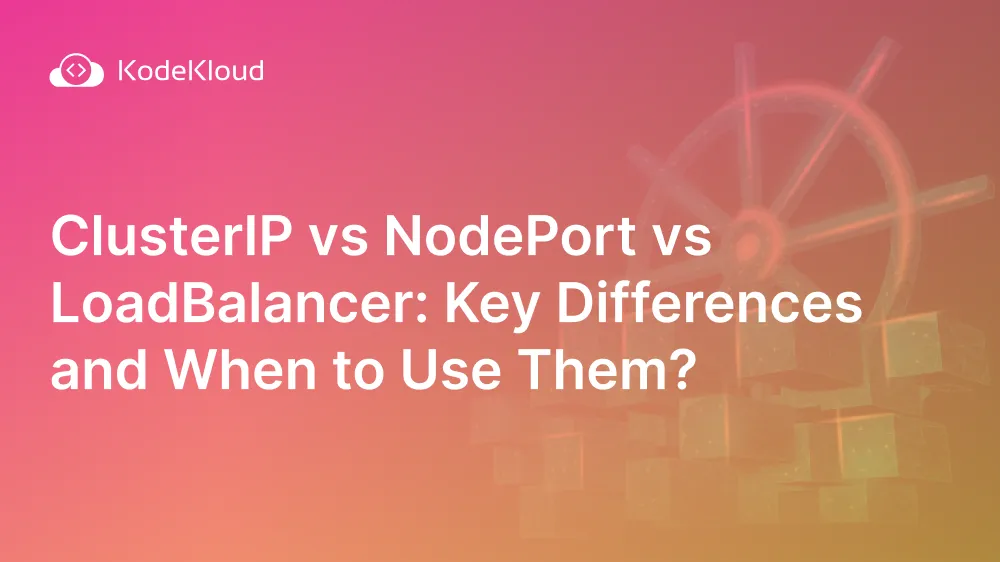 KodeKloud
ClusterIP vs NodePort vs
LoadBalancer: Key Differences
and When to Use Them?